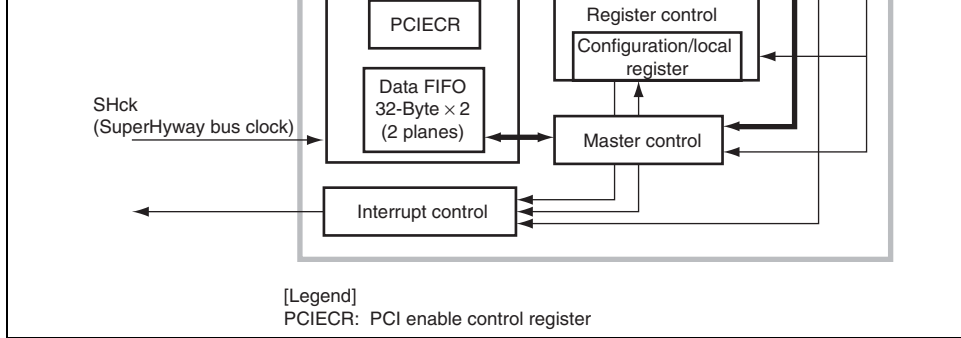 PCIECR
Register control
Configuration/local
register
Data FIFO
32-Byte × 2
(2 planes)
SHck
(SuperHyway bus clock)
Master control
Interrupt control
[Legend]
PCIECR: PCI enable control register